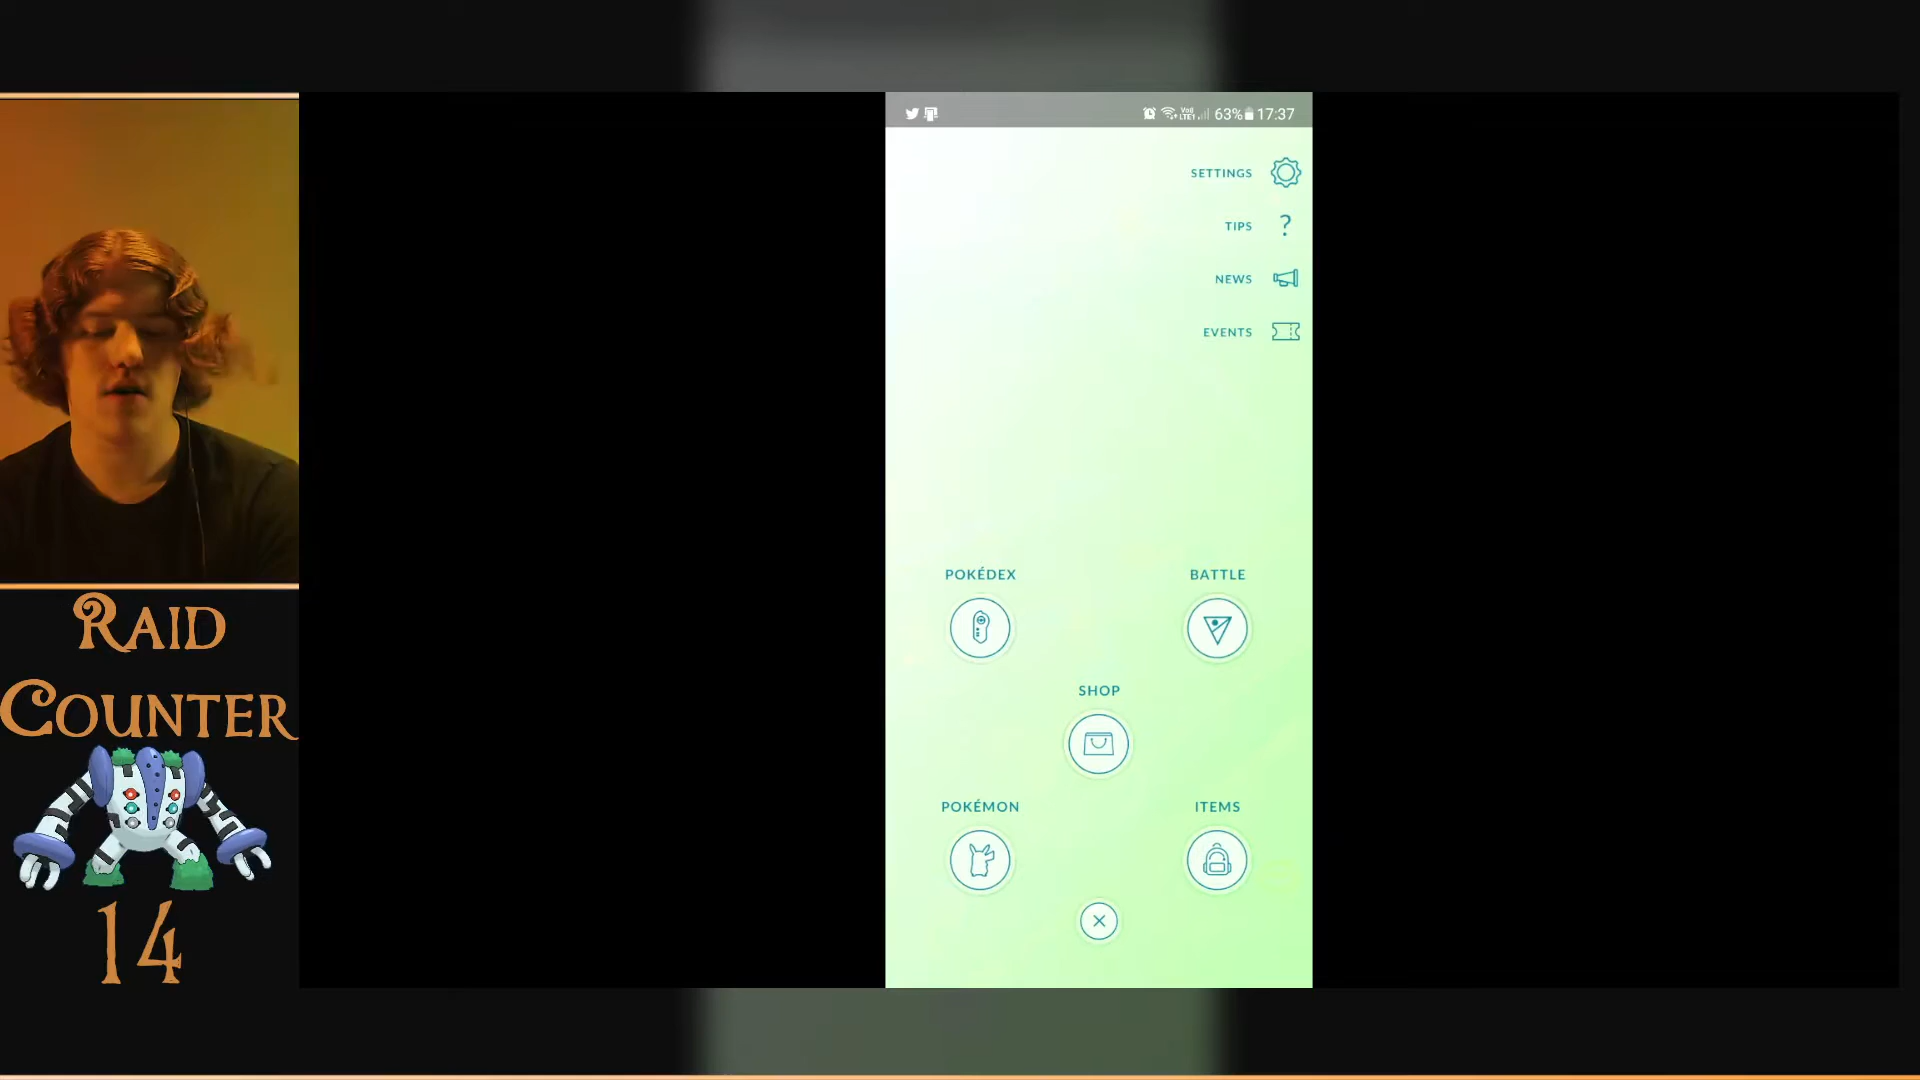 63% 17:37
SETTINGS
TIPS
?
NEWS
EVENTS
POKÉDEX
BATTLE
SHOP
POKÉMON
ITEMS
RAID
COUNTER
14